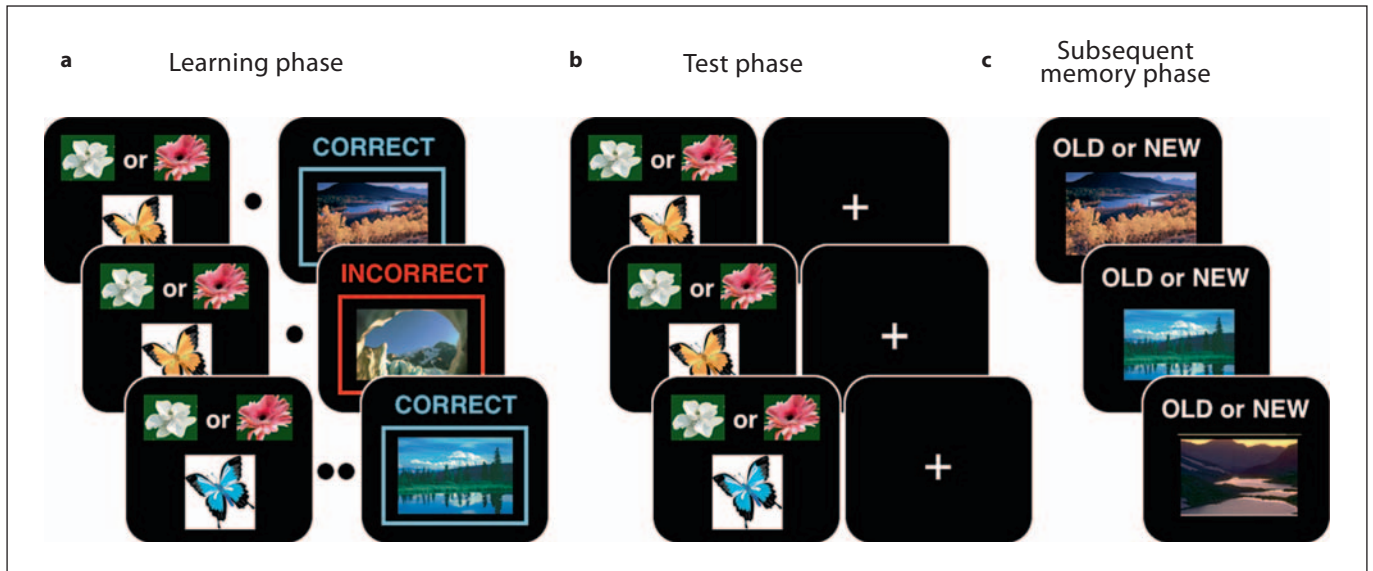 a Learning phase
b Test phase
c Subsequent
memory phase
or
CORRECT
or
INCORRECT
or
CORRECT
or
+
or
+
or
+
OLD or NEW
OLD or NEW
OLD or NEW